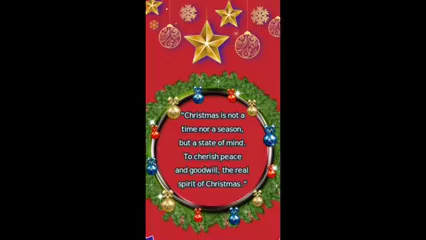 "Christmas is not a
time nor a season,
but a state of mind.
To cherish peace
and goodwill, the real
spirit of Christmas."